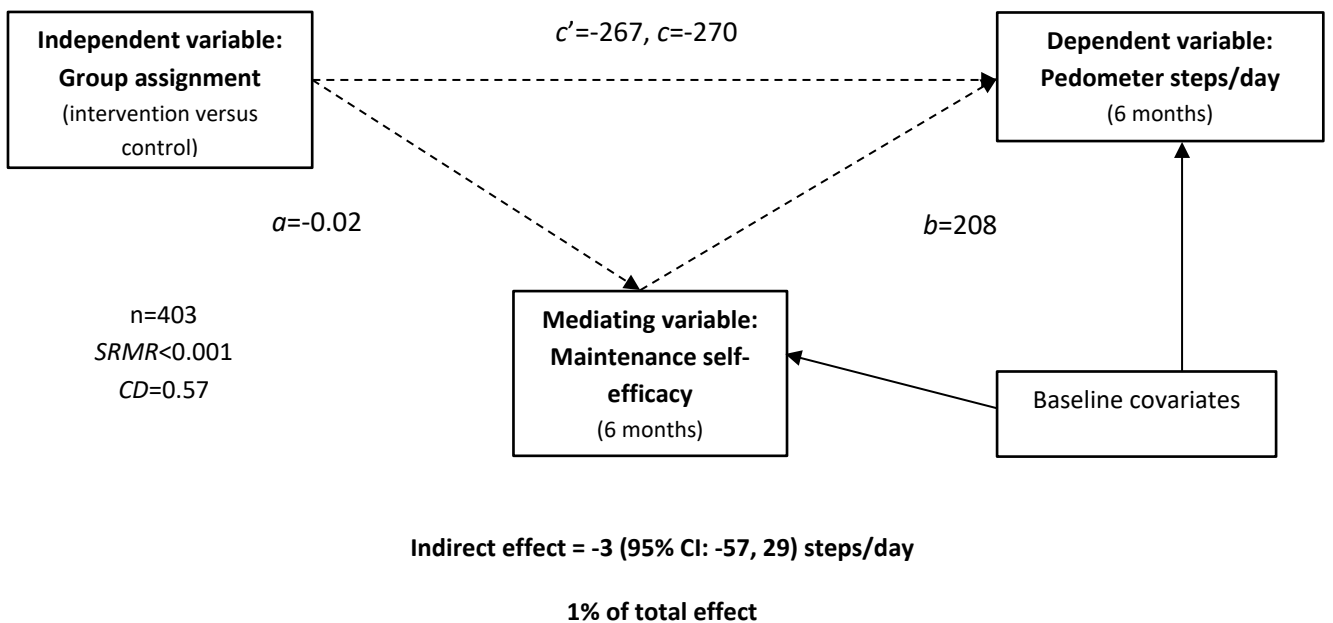 Independent variable:
Group assignment
(intervention versus
control)
c’=-267, c=-270
Dependent variable:
Pedometer steps/day
(6 months)
a=-0.02
b=208
n=403
SRMR<0.001
CD=0.57
Mediating variable:
Maintenance self-
efficacy
(6 months)
Baseline covariates
Indirect effect = -3 (95% CI: -57, 29) steps/day
1% of total effect